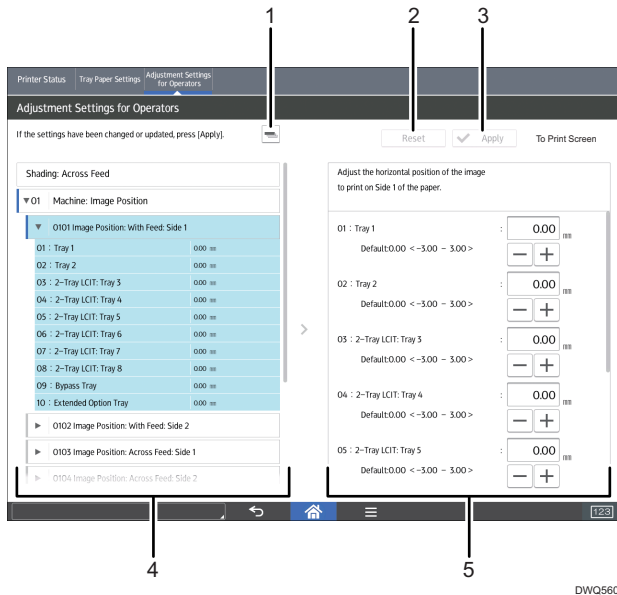 1
2
3
Printer Status
Tray Paper Settings
Adjustment Settings
for Operators
Adjustment Settings for Operators
If the settings have been changed or updated, press [Apply].
Reset
Apply
To Print Screen
Shading: Across Feed
▼01 Machine: Image Position
▼ 0101 Image Position: With Feed: Side 1
01 : Tray 1 0.00 mm
02 : Tray 2 0.00 mm
03 : 2-Tray LCIT: Tray 3 0.00 mm
04 : 2-Tray LCIT: Tray 4 0.00 mm
05 : 2-Tray LCIT: Tray 5 0.00 mm
06 : 2-Tray LCIT: Tray 6 0.00 mm
07 : 2-Tray LCIT: Tray 7 0.00 mm
08 : 2-Tray LCIT: Tray 8 0.00 mm
09 : Bypass Tray 0.00 mm
10 : Extended Option Tray 0.00 mm
► 0102 Image Position: With Feed: Side 2
► 0103 Image Position: Across Feed: Side 1
► 0104 Image Position: Across Feed: Side 2
Adjust the horizontal position of the image
to print on Side 1 of the paper.
01 : Tray 1 : 0.00 mm
Default:0.00 < -3.00 - 3.00 > − +
02 : Tray 2 : 0.00 mm
Default:0.00 < -3.00 - 3.00 > − +
03 : 2-Tray LCIT: Tray 3 : 0.00 mm
Default:0.00 < -3.00 - 3.00 > − +
04 : 2-Tray LCIT: Tray 4 : 0.00 mm
Default:0.00 < -3.00 - 3.00 > − +
05 : 2-Tray LCIT: Tray 5 : 0.00 mm
Default:0.00 < -3.00 - 3.00 > − +
123
4
5
DWQ560